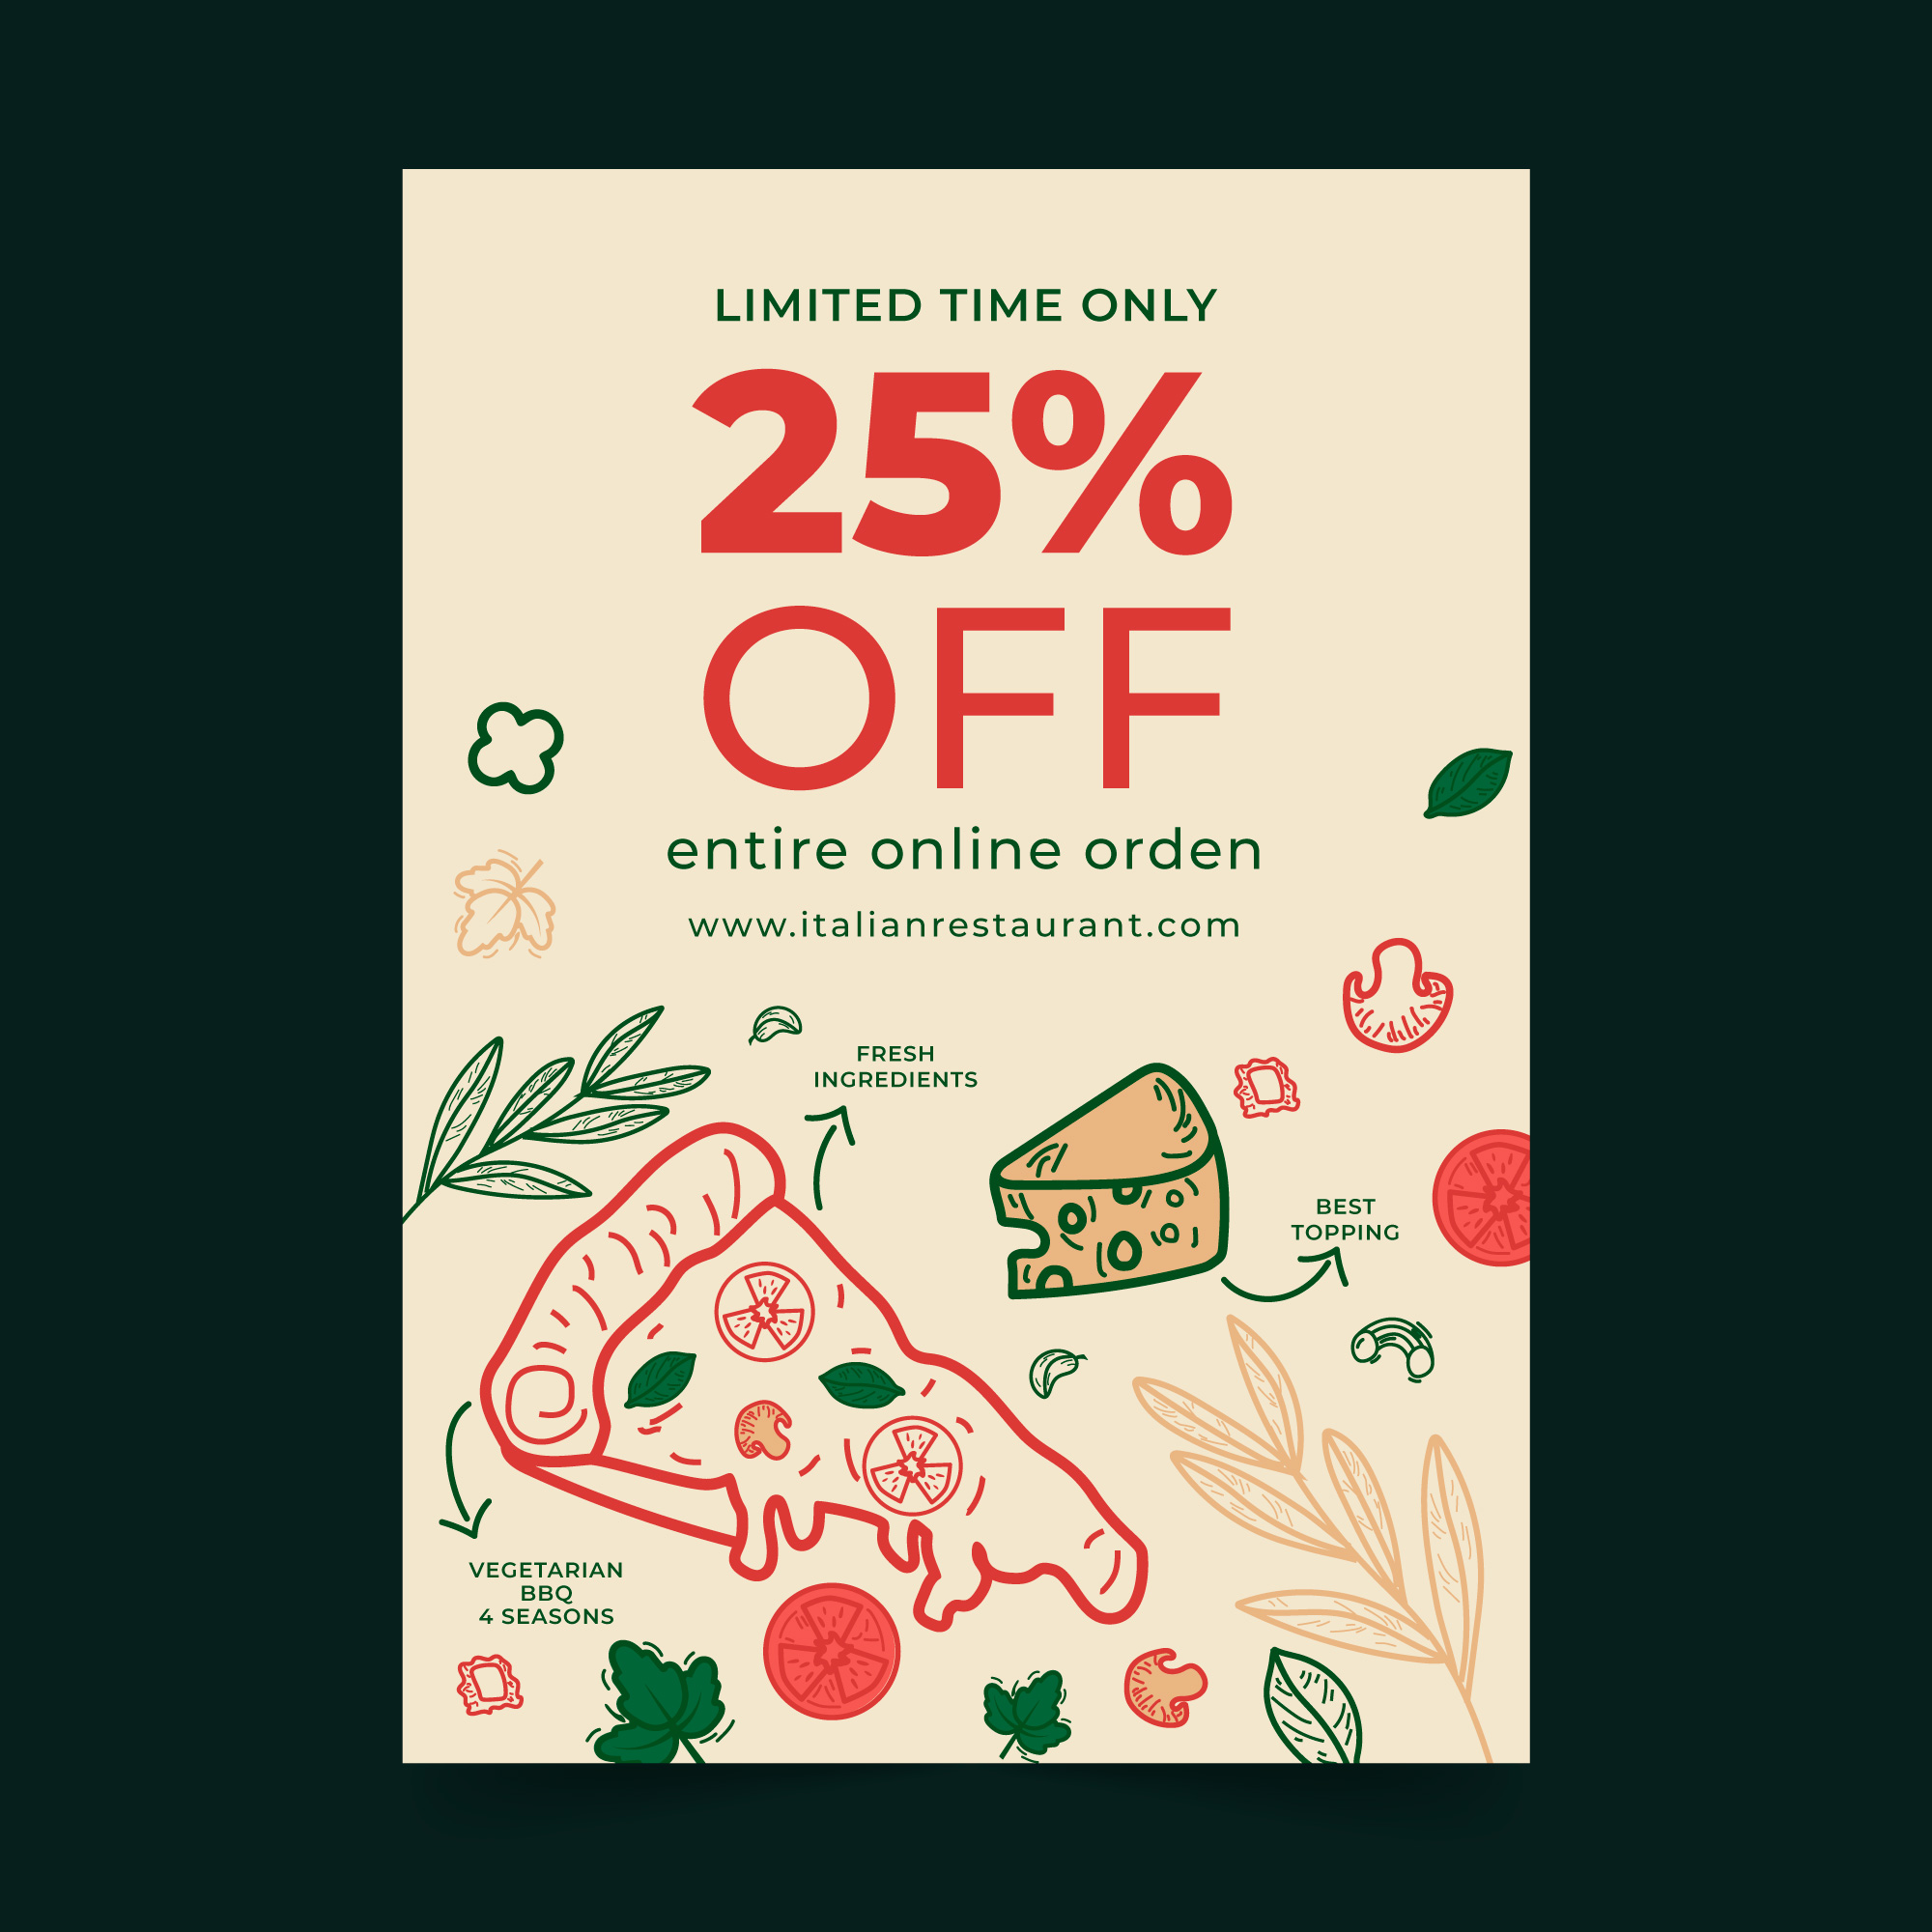 LIMITED TIME ONLY
25%
OFF
entire online orden
www.italianrestaurant.com
FRESH
INGREDIENTS
BEST
TOPPING
VEGETARIAN
BBQ
4 SEASONS